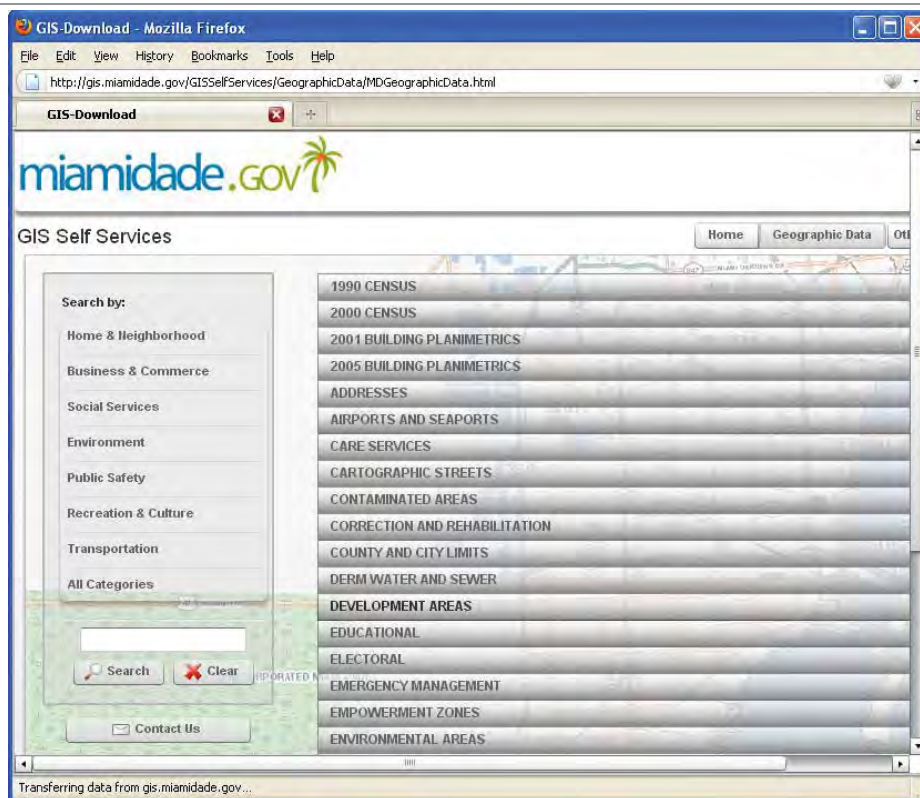 GIS-Download - Mozilla Firefox
File Edit View History Bookmarks Tools Help
http://gis.miamidade.gov/GISSelfServices/GeographicData/MDGeographicData.html
GIS-Download
miamidade.gov
GIS Self Services
Home Geographic Data
Search by:
Home & Neighborhood
Business & Commerce
Social Services
Environment
Public Safety
Recreation & Culture
Transportation
All Categories
Search Clear
Contact Us
1990 CENSUS
2000 CENSUS
2001 BUILDING PLANIMETRICS
2005 BUILDING PLANIMETRICS
ADDRESSES
AIRPORTS AND SEAPORTS
CARE SERVICES
CARTOGRAPHIC STREETS
CONTAMINATED AREAS
CORRECTION AND REHABILITATION
COUNTY AND CITY LIMITS
DERM WATER AND SEWER
DEVELOPMENT AREAS
EDUCATIONAL
ELECTORAL
EMERGENCY MANAGEMENT
EMPOWERMENT ZONES
ENVIRONMENTAL AREAS
Transferring data from gis.miamidade.gov...